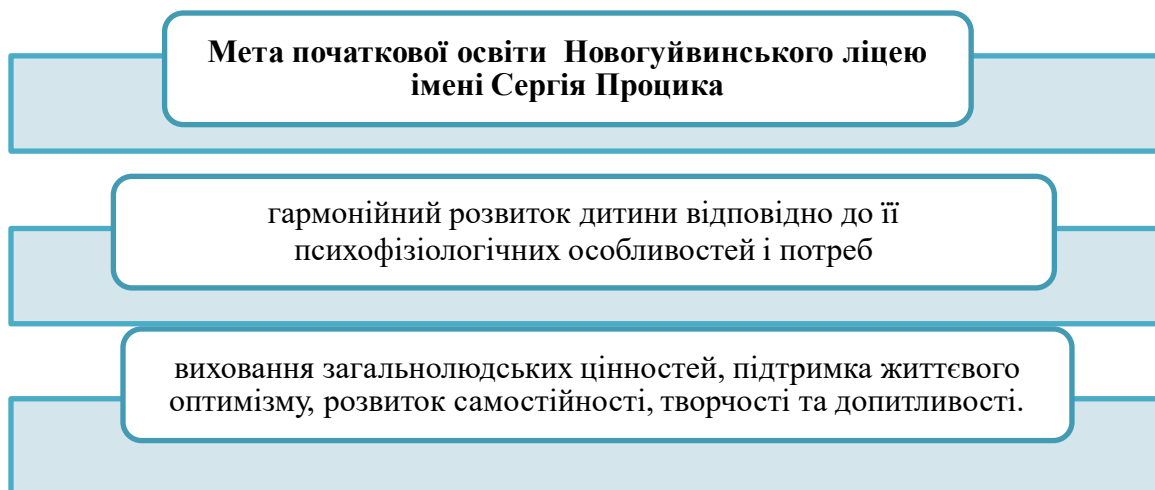 Мета початкової освіти Новогуйвинського ліцею
імені Сергія Процика
гармонійний розвиток дитини відповідно до її
психофізіологічних особливостей і потреб
виховання загальнолюдських цінностей, підтримка життєвого
оптимізму, розвиток самостійності, творчості та допитливості.